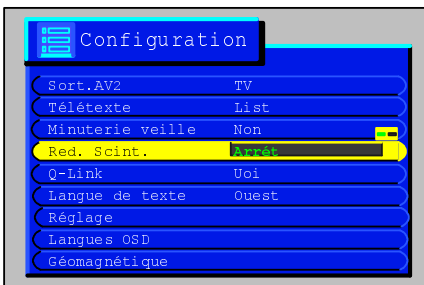 Configuration
Sort.AV2 TV
Télétexte List
Minuterie veille Non
Red. Scint. Arrét
Q-Link Uoi
Langue de texte Ouest
Réglage
Langues OSD
Géomagnétique